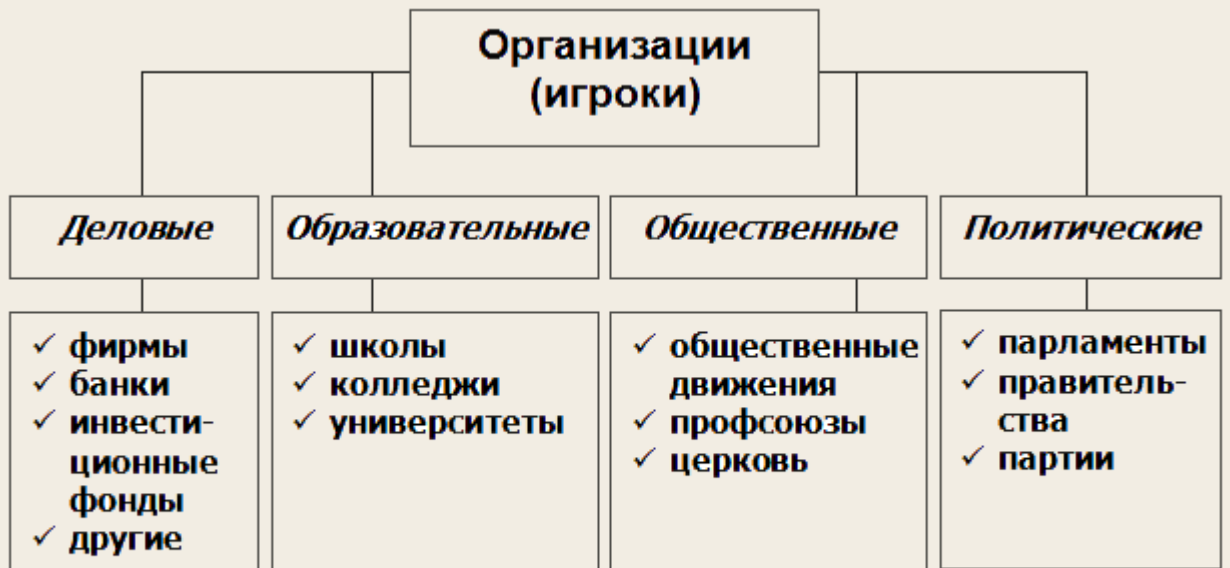 Организации
(игроки)
Деловые
Образовательные
Общественные
Политические
✓ фирмы
✓ банки
✓ инвести-
ционные
фонды
✓ другие
✓ школы
✓ колледжи
✓ университеты
✓ общественные
движения
✓ профсоюзы
✓ церковь
✓ парламенты
✓ правитель-
ства
✓ партии